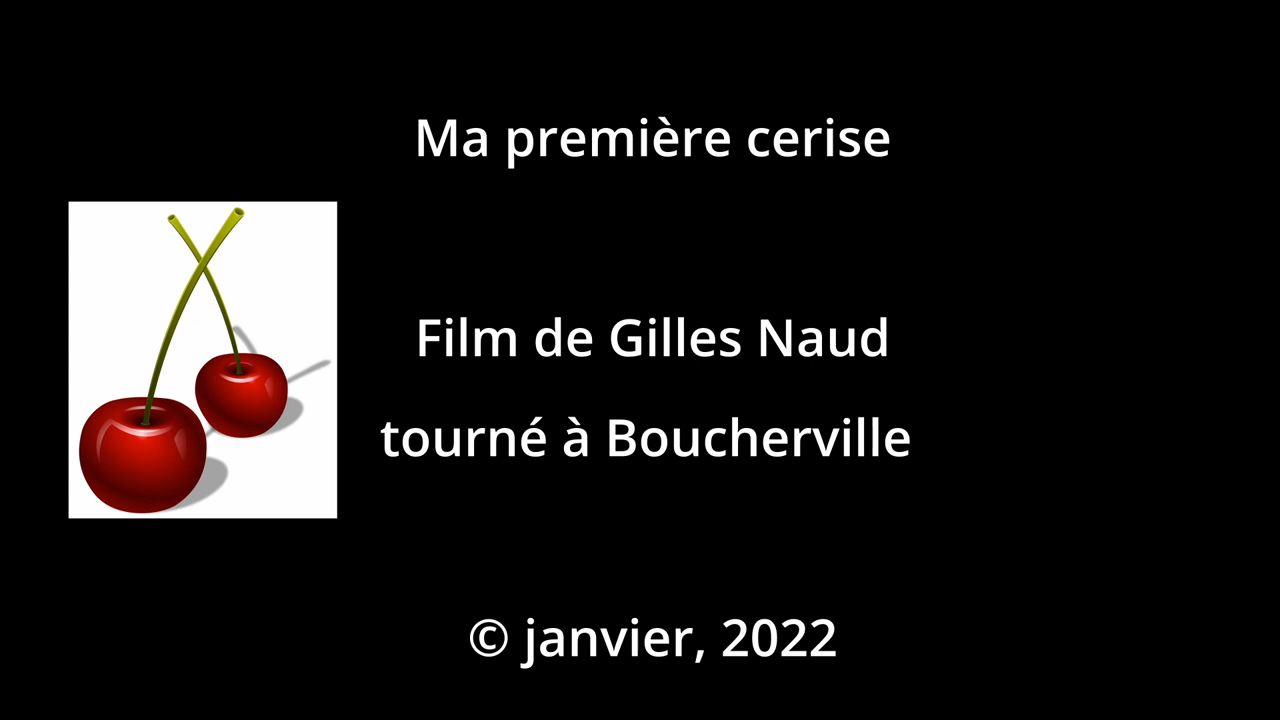 Ma première cerise
Film de Gilles Naud
tourné à Boucherville
© janvier, 2022